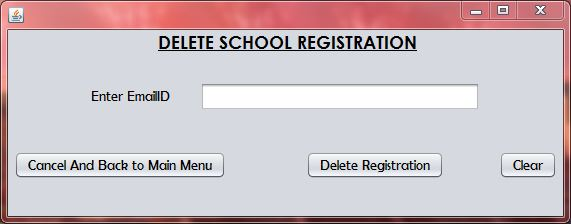 DELETE SCHOOL REGISTRATION
Enter EmailID
Cancel And Back to Main Menu Delete Registration Clear